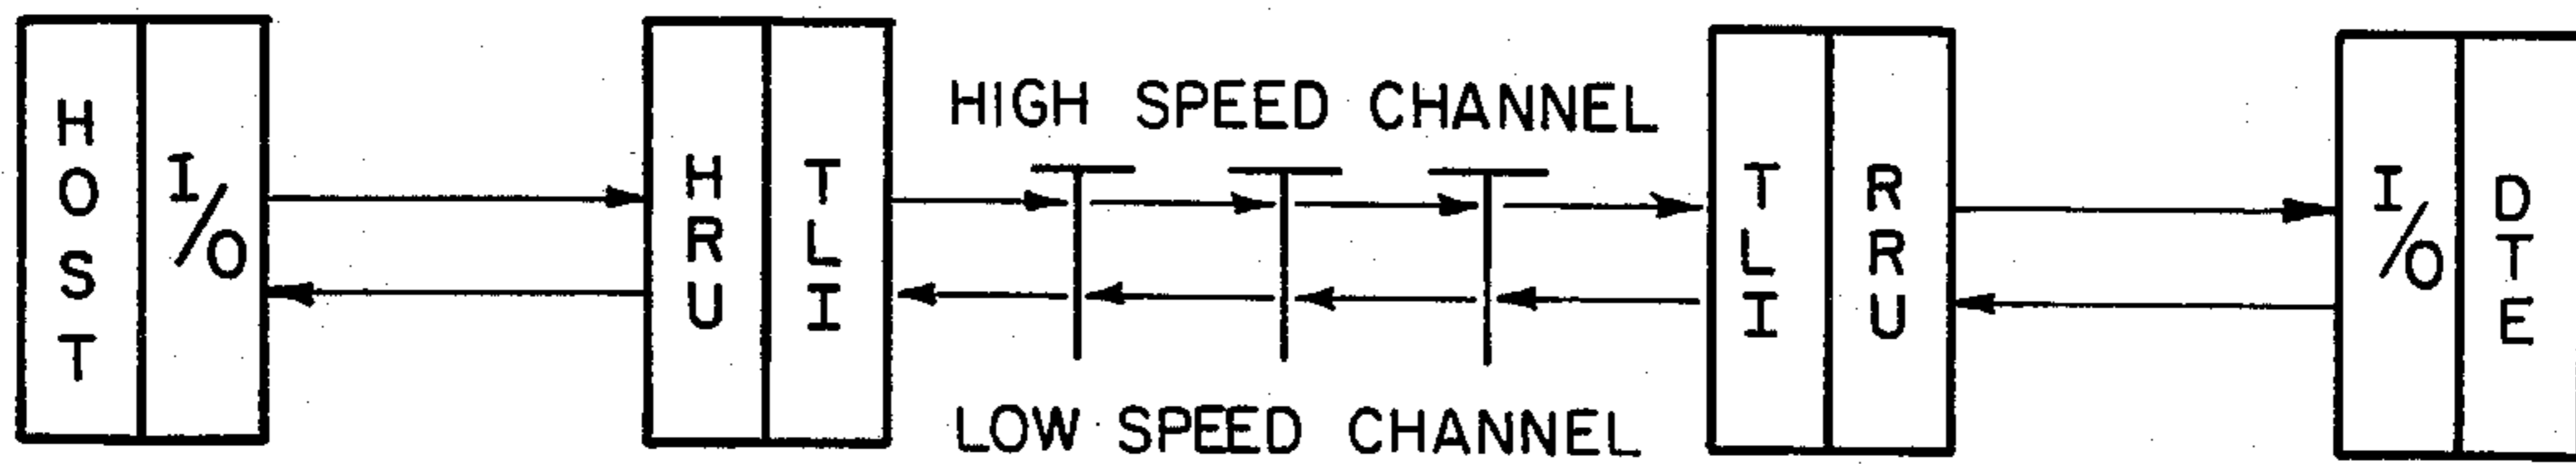 HOST
I/O
HRU
TLI
HIGH SPEED CHANNEL
LOW SPEED CHANNEL
TLI
RRU
I/O
DTE